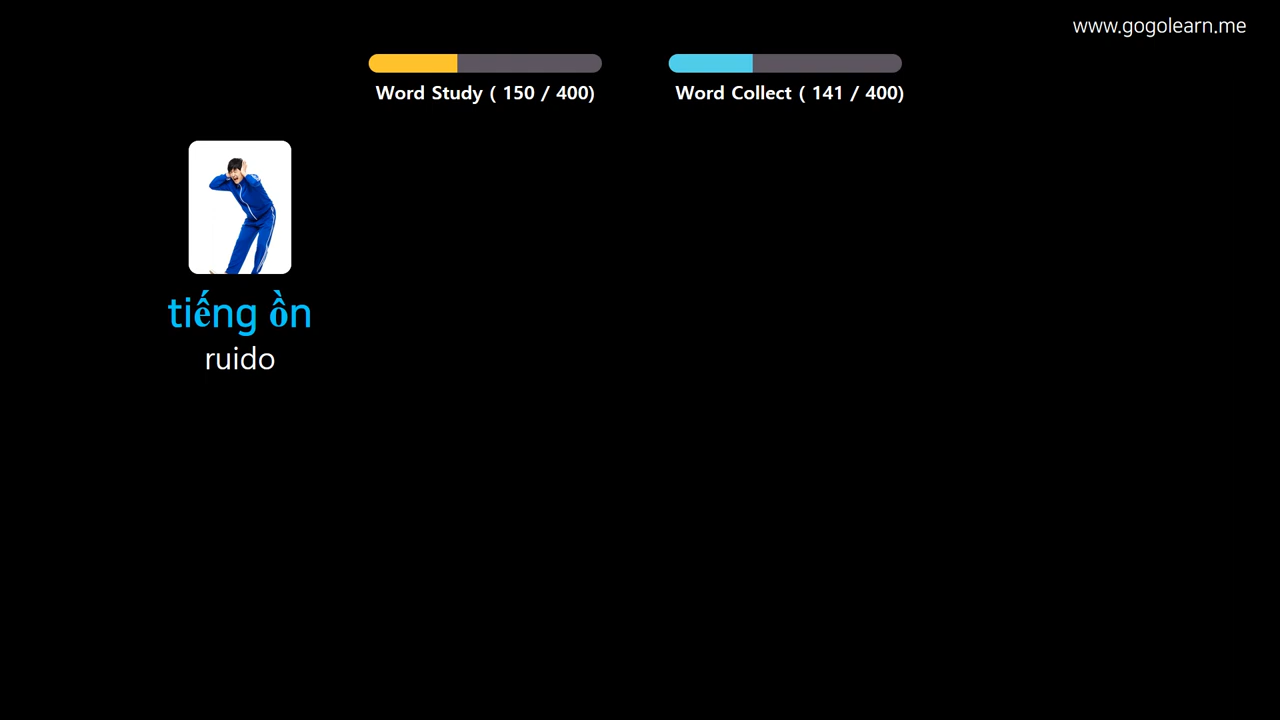 www.gogolearn.me
Word Study ( 150 / 400)
Word Collect ( 141 / 400)
tiếng ồn
ruido